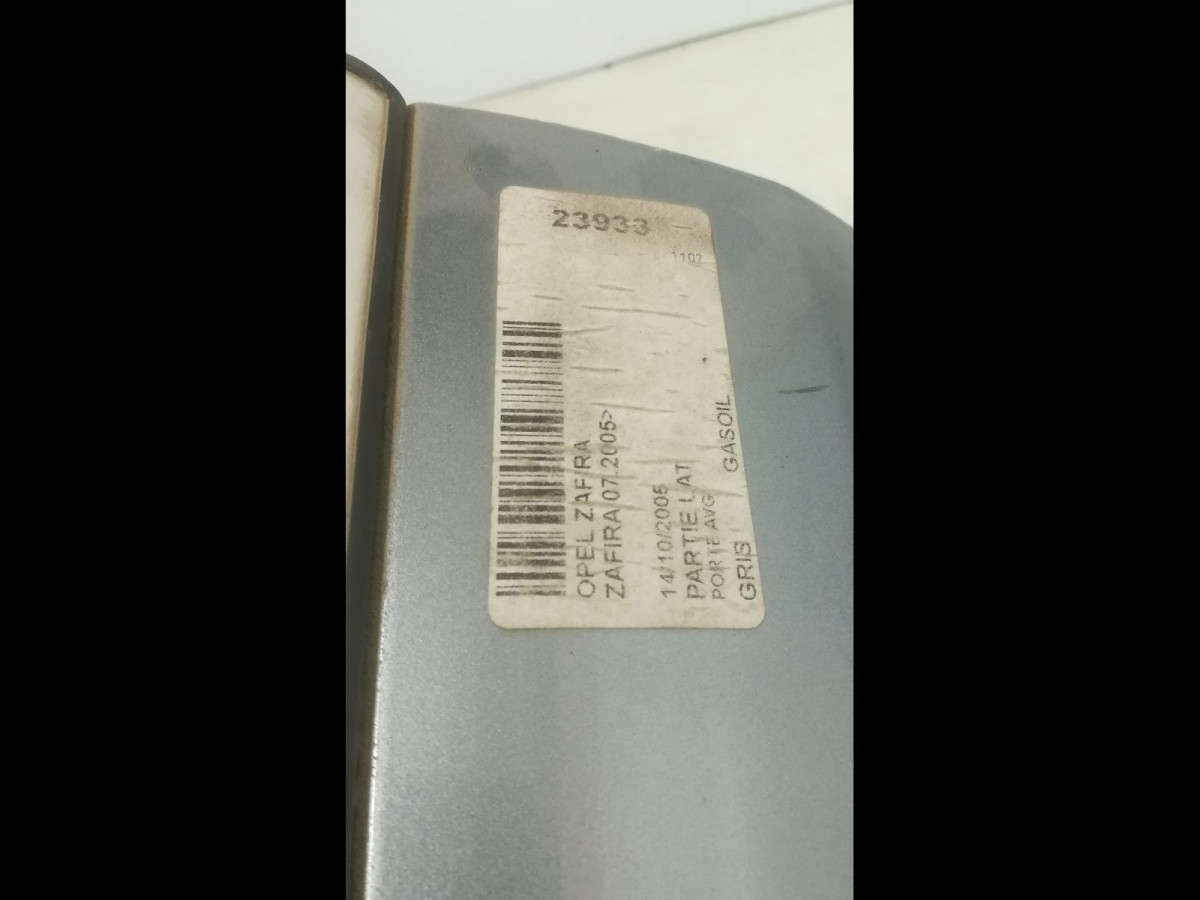 23933 -
1107
OPEL ZAFIRA
ZAFIRA 07.2005>
14/10/2005
PARTIE LAT
PORTE AVG
GRIS GASOIL